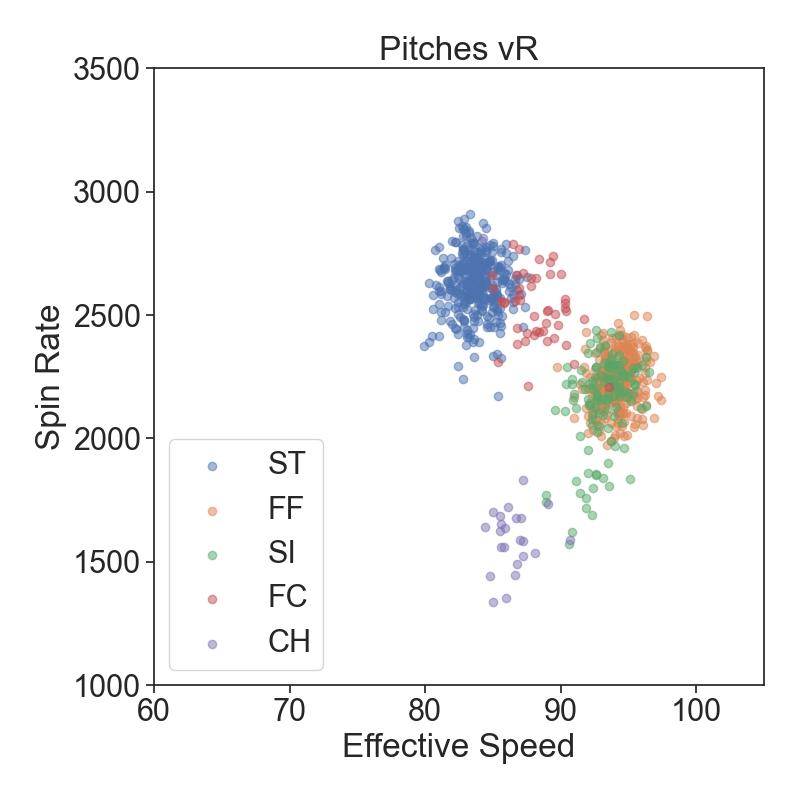 Pitches vR
3500
3000
2500
2000
1500
1000
Spin Rate
ST
FF
SI
FC
CH
60 70 80 90 100
Effective Speed